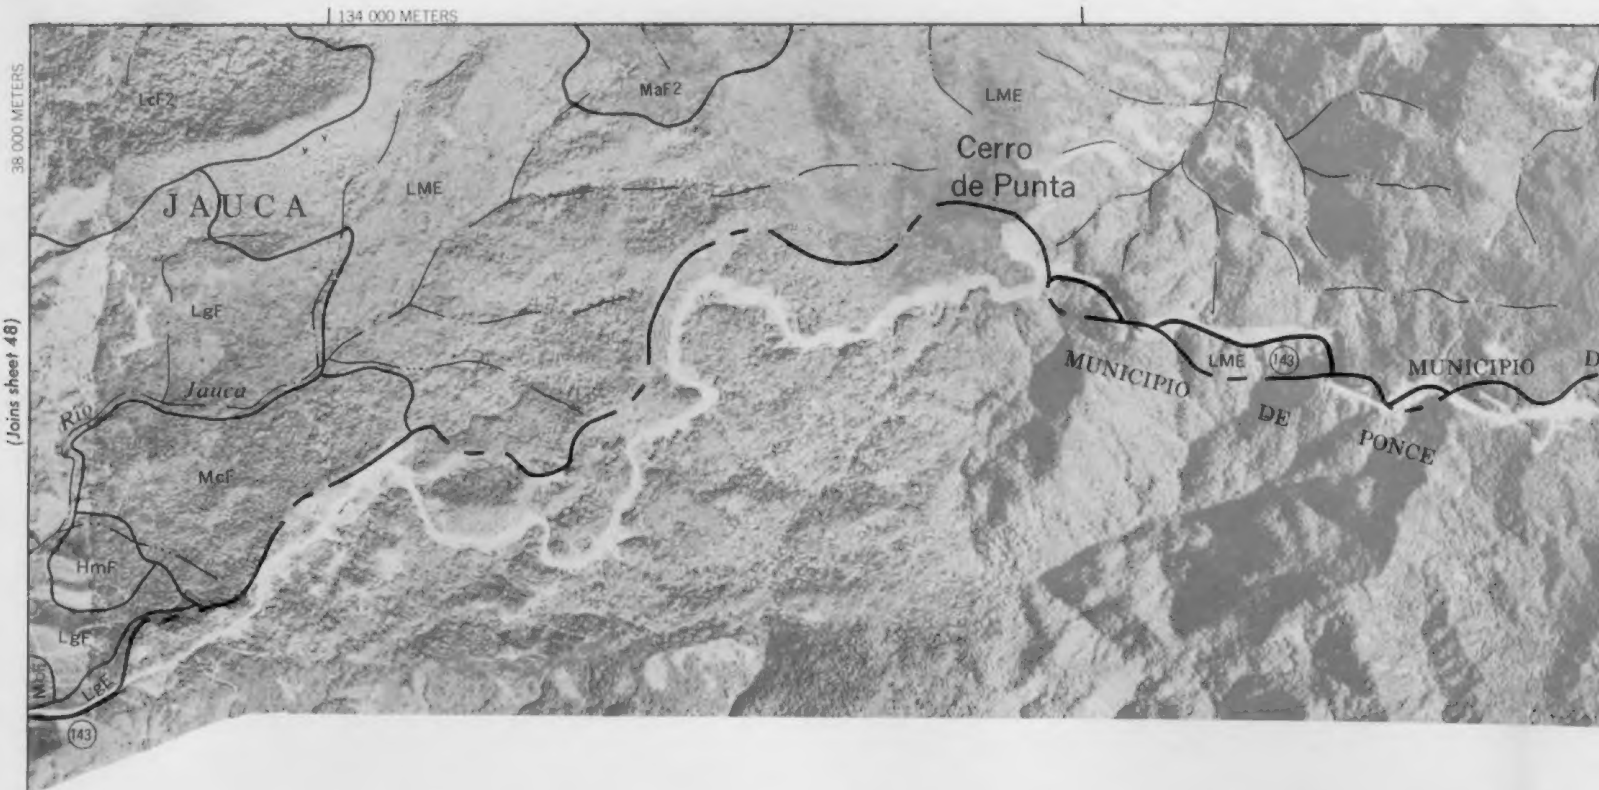 134 000 METERS
38 000 METERS
(Joins sheet 48)
LcF2
MaF2
LME
Cerro
de Punta
LME
JAUCA
LgF
Río Jauca
MUNICIPIO
DE
PONCE
LME
143
MUNICIPIO
D
McF
HmF
LgF
LgE
143